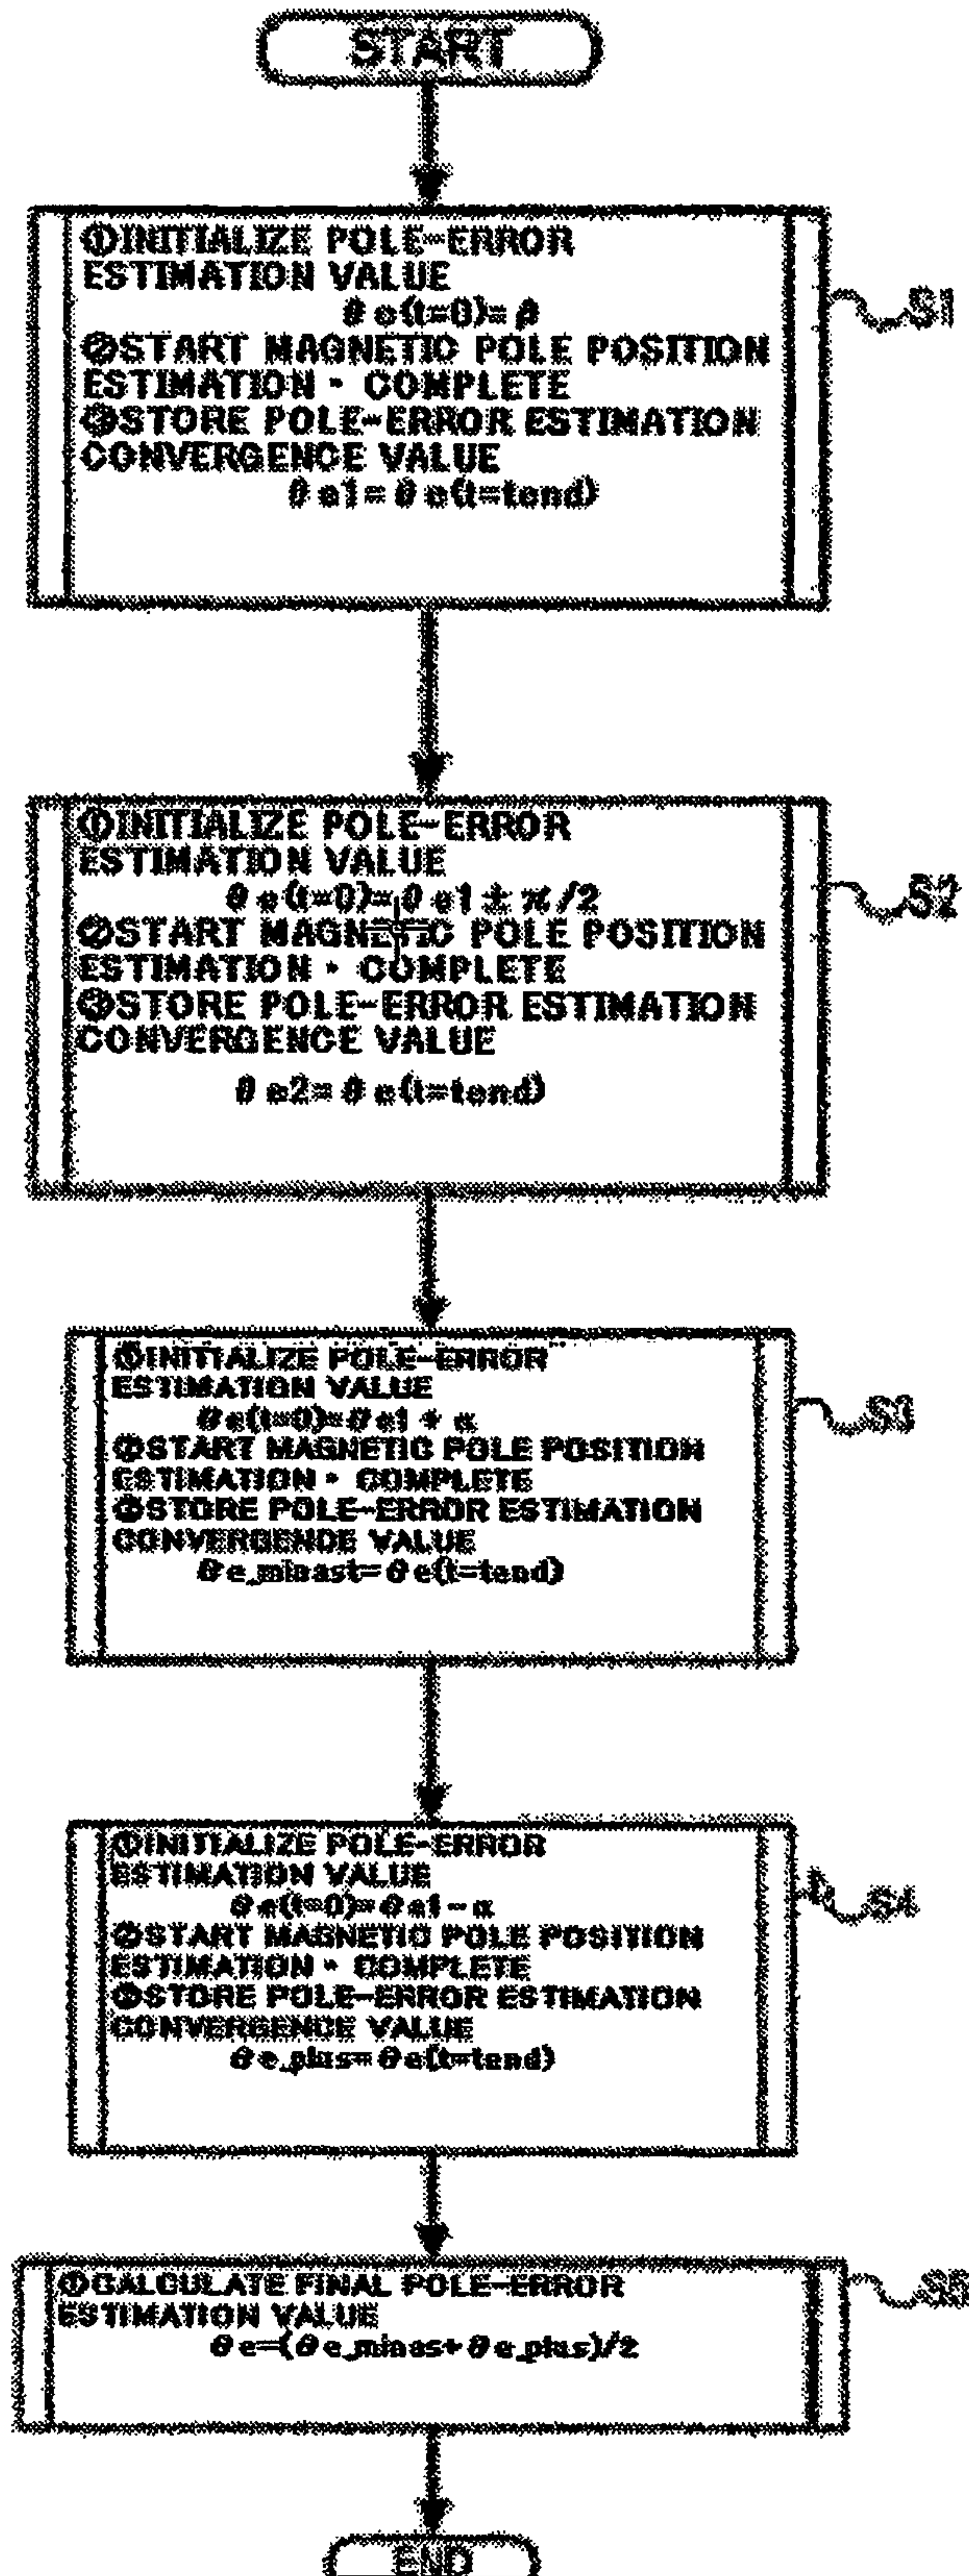 START
①INITIALIZE POLE-ERROR
ESTIMATION VALUE
θe(t=0)=β
S1
②START MAGNETIC POLE POSITION
ESTIMATION・COMPLETE
③STORE POLE-ERROR ESTIMATION
CONVERGENCE VALUE
θe1=θe(t=tend)
①INITIALIZE POLE-ERROR
ESTIMATION VALUE
θe(t=0)=θe1±π/2
S2
②START MAGNETIC POLE POSITION
ESTIMATION・COMPLETE
③STORE POLE-ERROR ESTIMATION
CONVERGENCE VALUE
θe2=θe(t=tend)
①INITIALIZE POLE-ERROR
ESTIMATION VALUE
θe(t=0)=θe1+α
S3
②START MAGNETIC POLE POSITION
ESTIMATION・COMPLETE
③STORE POLE-ERROR ESTIMATION
CONVERGENCE VALUE
θe_minast=θe(t=tend)
①INITIALIZE POLE-ERROR
ESTIMATION VALUE
θe(t=0)=θe1-α
S4
②START MAGNETIC POLE POSITION
ESTIMATION・COMPLETE
③STORE POLE-ERROR ESTIMATION
CONVERGENCE VALUE
θe_plus=θe(t=tend)
①CALCULATE FINAL POLE-ERROR
S5
ESTIMATION VALUE
θe=(θe_minas+θe_plus)/2
END